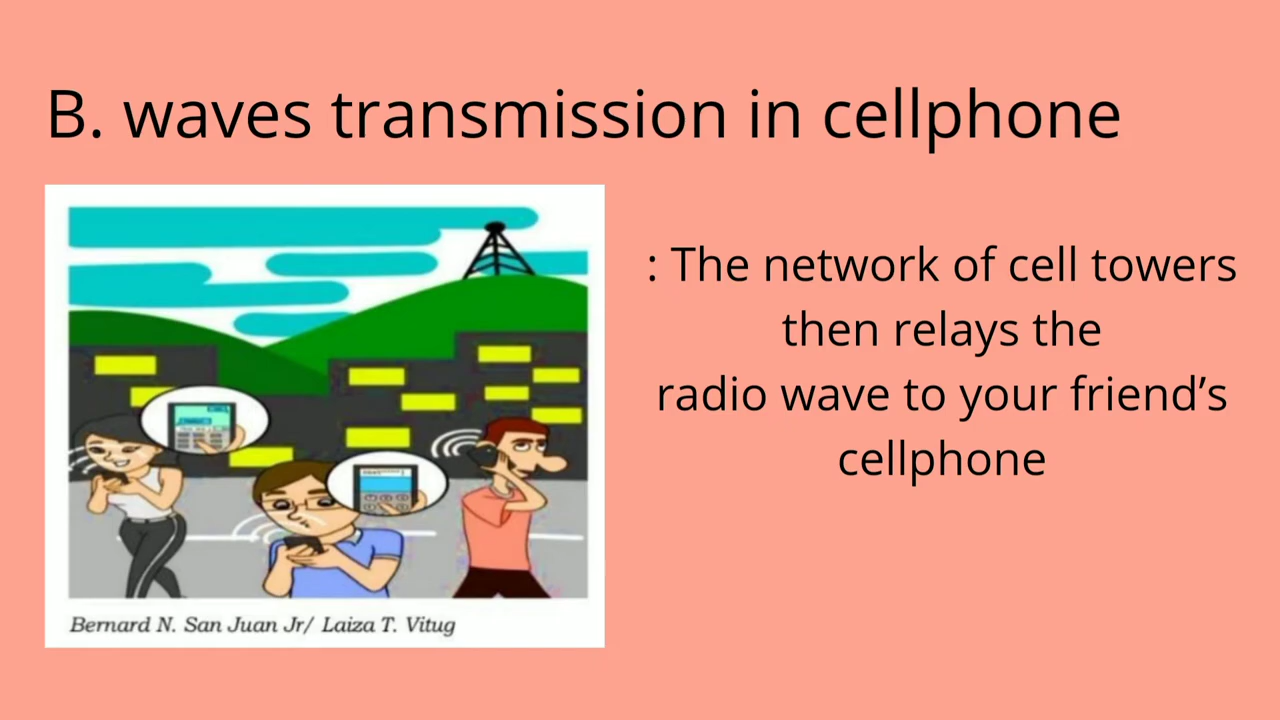 B. waves transmission in cellphone
: The network of cell towers
then relays the
radio wave to your friend’s
cellphone
Bernard N. San Juan Jr/ Laiza T. Vitug